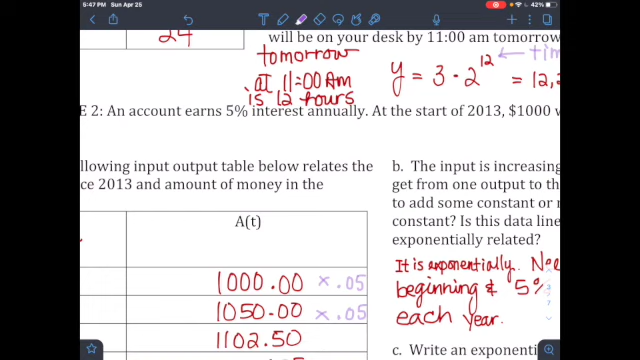 5:47 PM Sun Apr 25
42%
24
will be on your desk by 11:00 am tomorrow
tomorrow
at 11:00 Am
is 12 hours
y = 3 · 2^12 = 12,
E 2: An account earns 5% interest annually. At the start of 2013, $1000 w
llowing input output table below relates the
ce 2013 and amount of money in the
A(t)
1000.00 × .05
1050.00 × .05
1102.50
b. The input is increasing
get from one output to th
to add some constant or
constant? Is this data line
exponentially related?
It is exponentially.
beginning & 5%
each year.
c. Write an exponenti